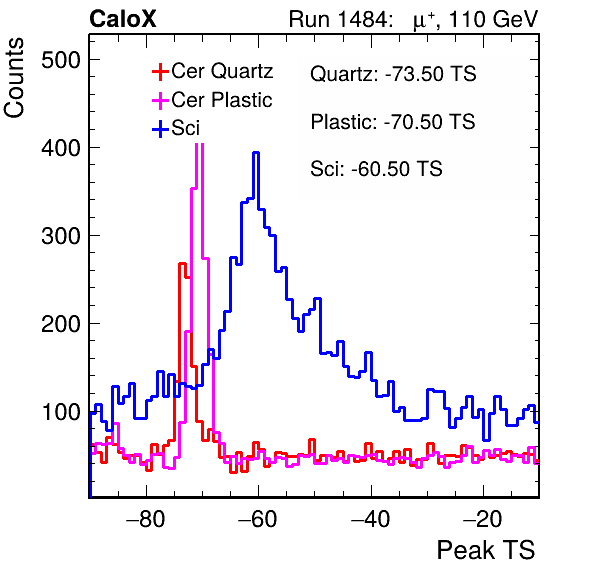 CaloX Run 1484: μ⁺, 110 GeV
Counts
500
400
300
200
100
Cer Quartz
Cer Plastic
Sci
Quartz: -73.50 TS
Plastic: -70.50 TS
Sci: -60.50 TS
−80 −60 −40 −20
Peak TS